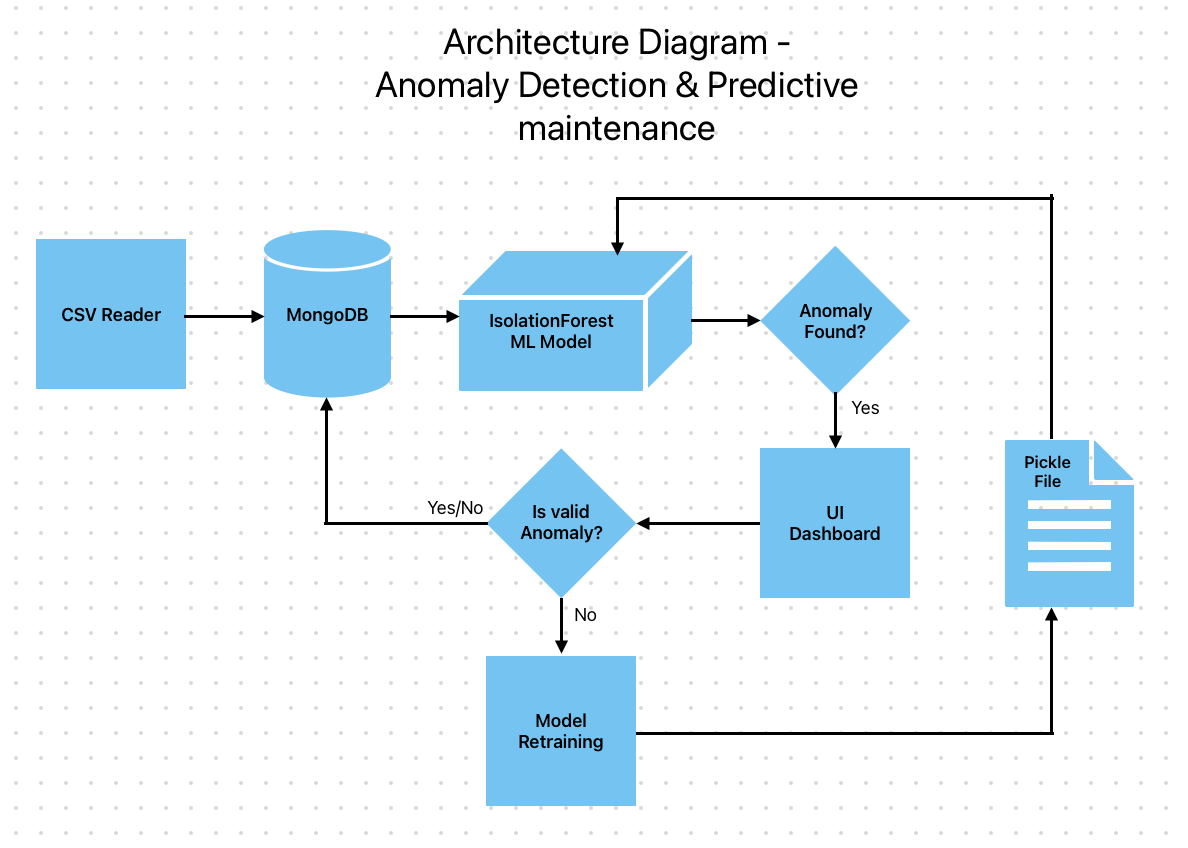 Architecture Diagram -
Anomaly Detection & Predictive
maintenance
CSV Reader
MongoDB
IsolationForest
ML Model
Anomaly
Found?
Yes
Pickle
File
Yes/No
Is valid
Anomaly?
UI
Dashboard
No
Model
Retraining